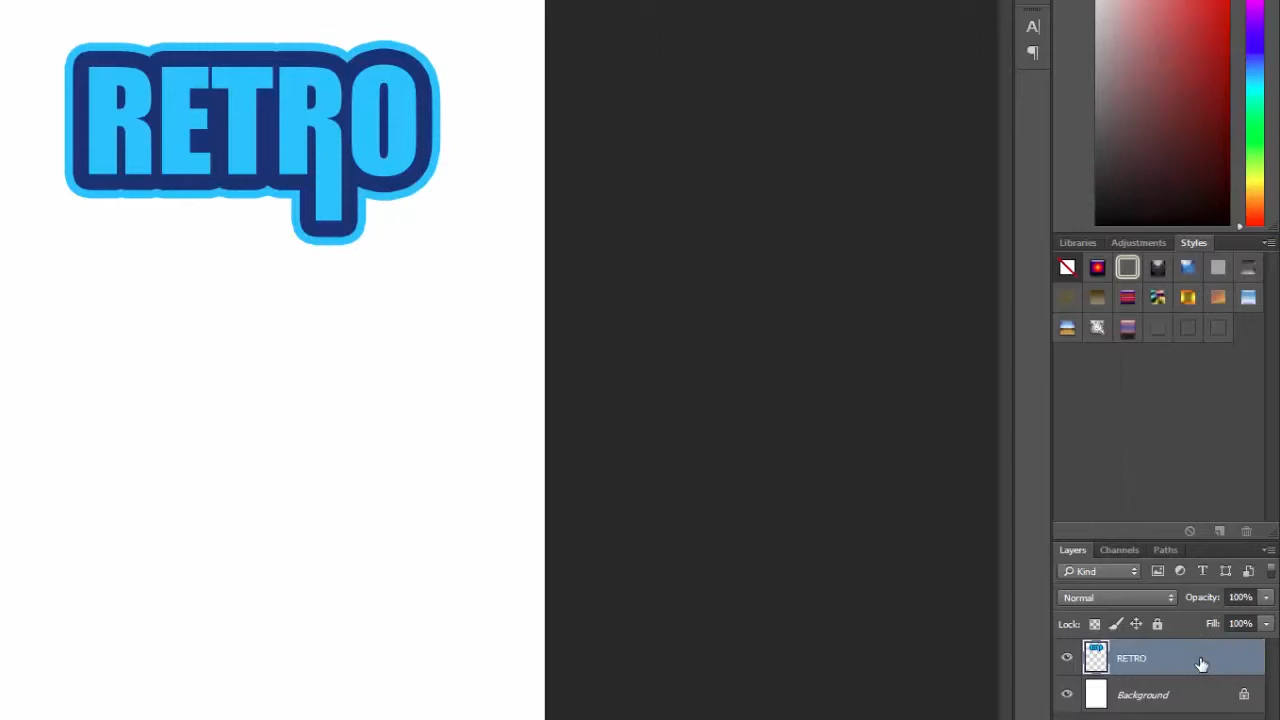 RETRO
A|
¶
Libraries Adjustments Styles
Layers Channels Paths
Kind
T
Normal Opacity: 100%
Lock: Fill: 100%
RETRO
Background